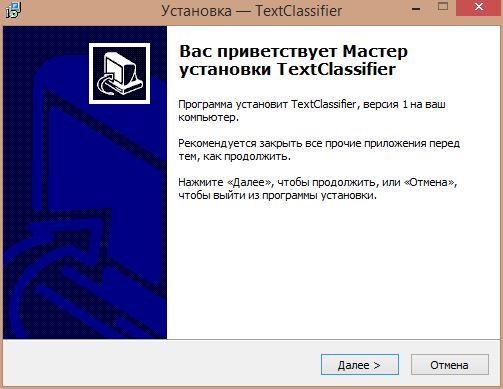 Установка — TextClassifier
Вас приветствует Мастер
установки TextClassifier
Программа установит TextClassifier, версия 1 на ваш
компьютер.
Рекомендуется закрыть все прочие приложения перед
тем, как продолжить.
Нажмите «Далее», чтобы продолжить, или «Отмена»,
чтобы выйти из программы установки.
Далее >
Отмена